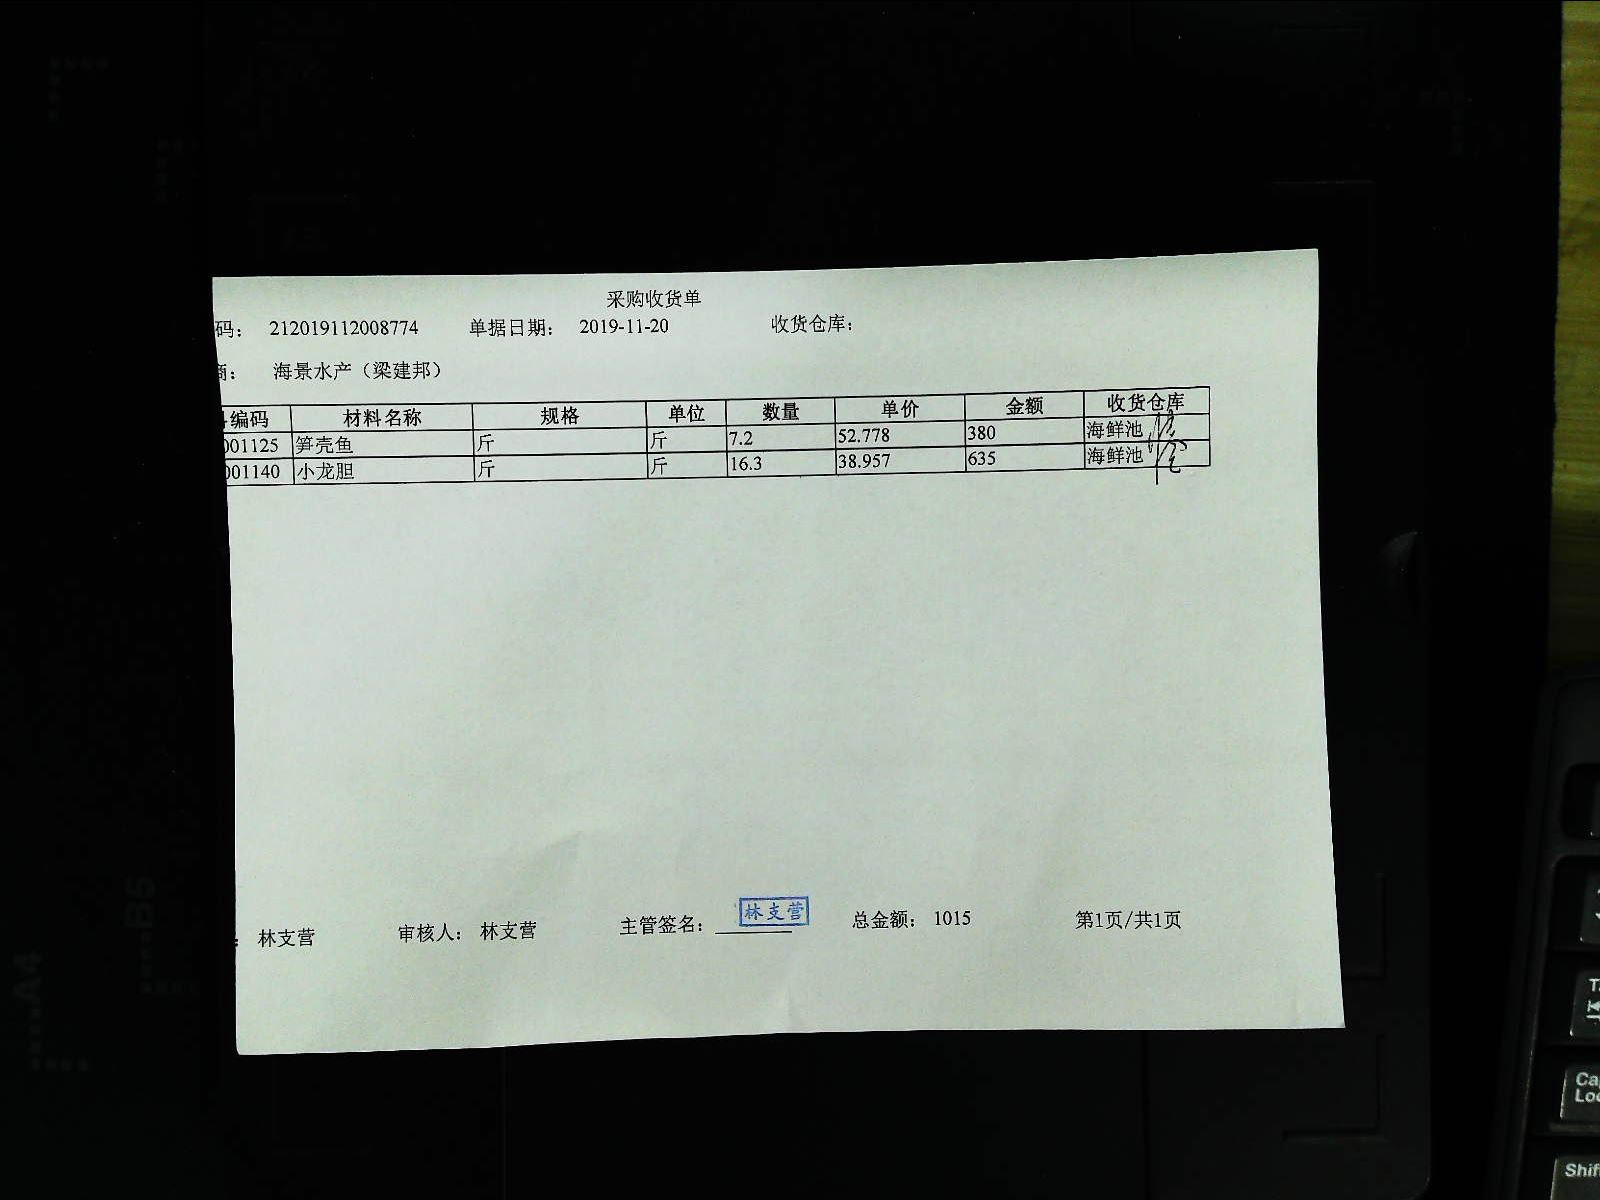 采购收货单
码： 212019112008774 单据日期： 2019-11-20 收货仓库：
商： 海景水产（梁建邦）
编码 材料名称 规格 单位 数量 单价 金额 收货仓库
001125 笋壳鱼 斤 斤 7.2 52.778 380 海鲜池
001140 小龙胆 斤 斤 16.3 38.957 635 海鲜池
林支营
： 林支营 审核人： 林支营 主管签名： 总金额： 1015 第1页/共1页
B5
A4
Shif